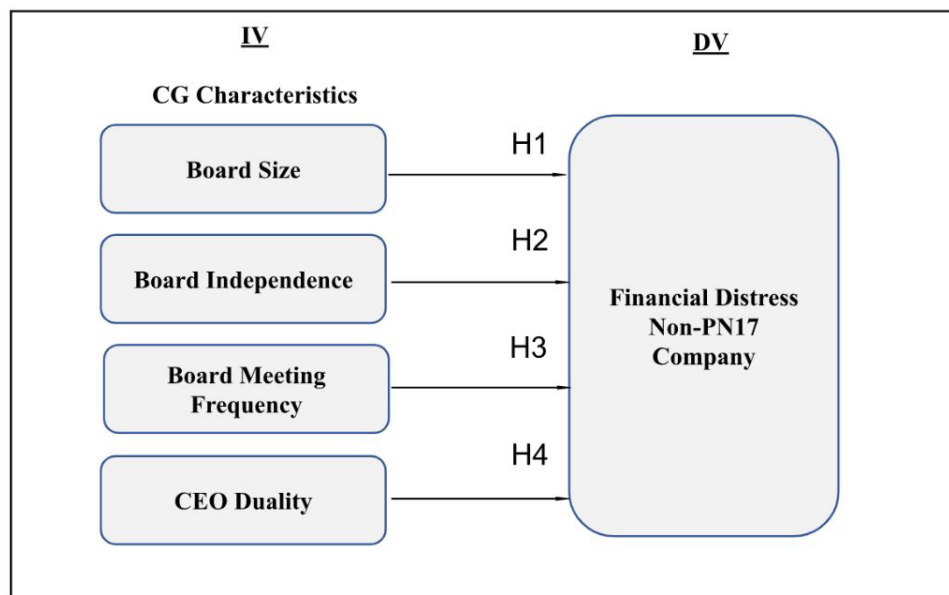 IV
DV
CG Characteristics
Board Size
H1
Board Independence
H2
Board Meeting
Frequency
H3
CEO Duality
H4
Financial Distress
Non-PN17
Company